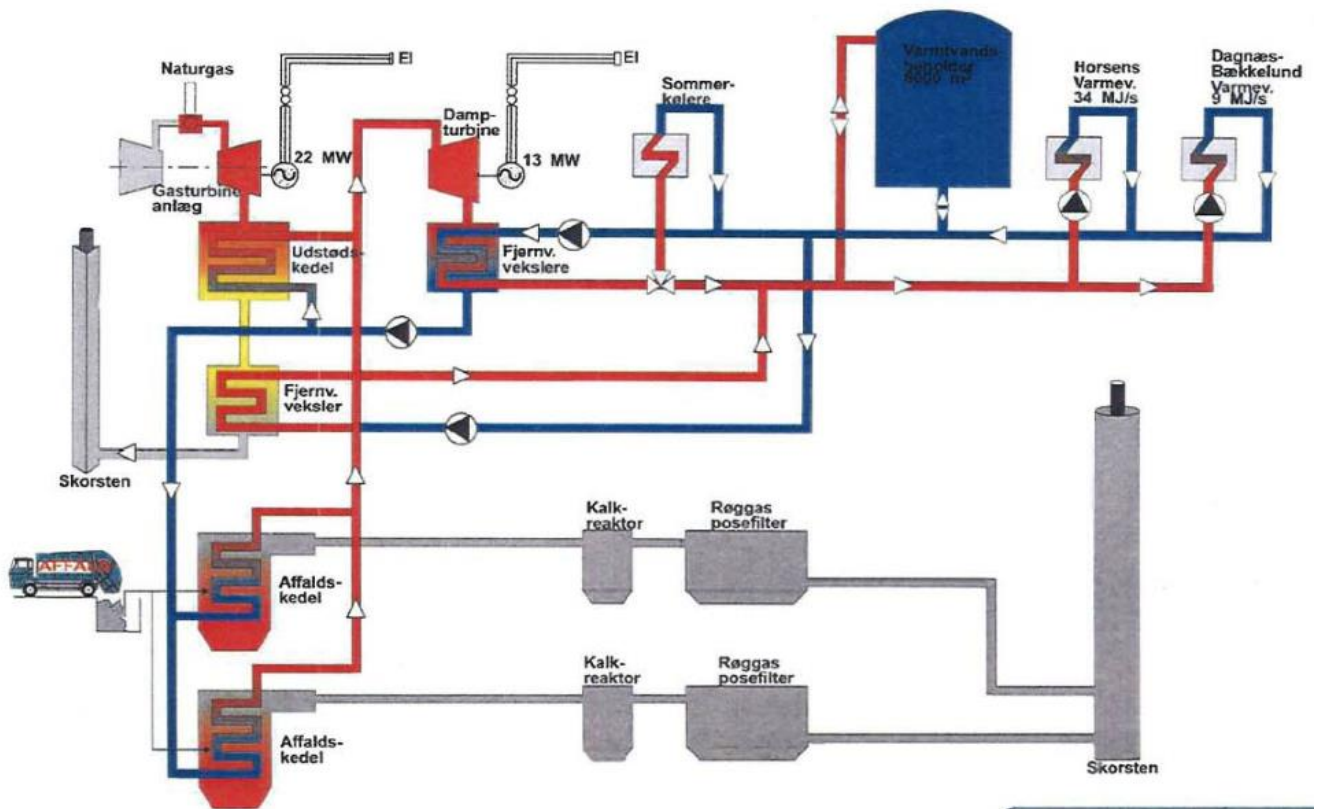 Naturgas
El
El
22 MW
Gasturbine
anlæg
Damp-
turbine
13 MW
Sommer-
kølere
Varmtvands
beholder
Horsens
Varmev.
34 MJ/s
Dagnæs-
Bækkelund
Varmev.
9 MJ/s
Udstøds-
kedel
Fjernv.
vekslere
Fjernv.
veksler
Skorsten
AFFALD
Affalds-
kedel
Kalk-
reaktor
Røggas
posefilter
Affalds-
kedel
Kalk-
reaktor
Røggas
posefilter
Skorsten